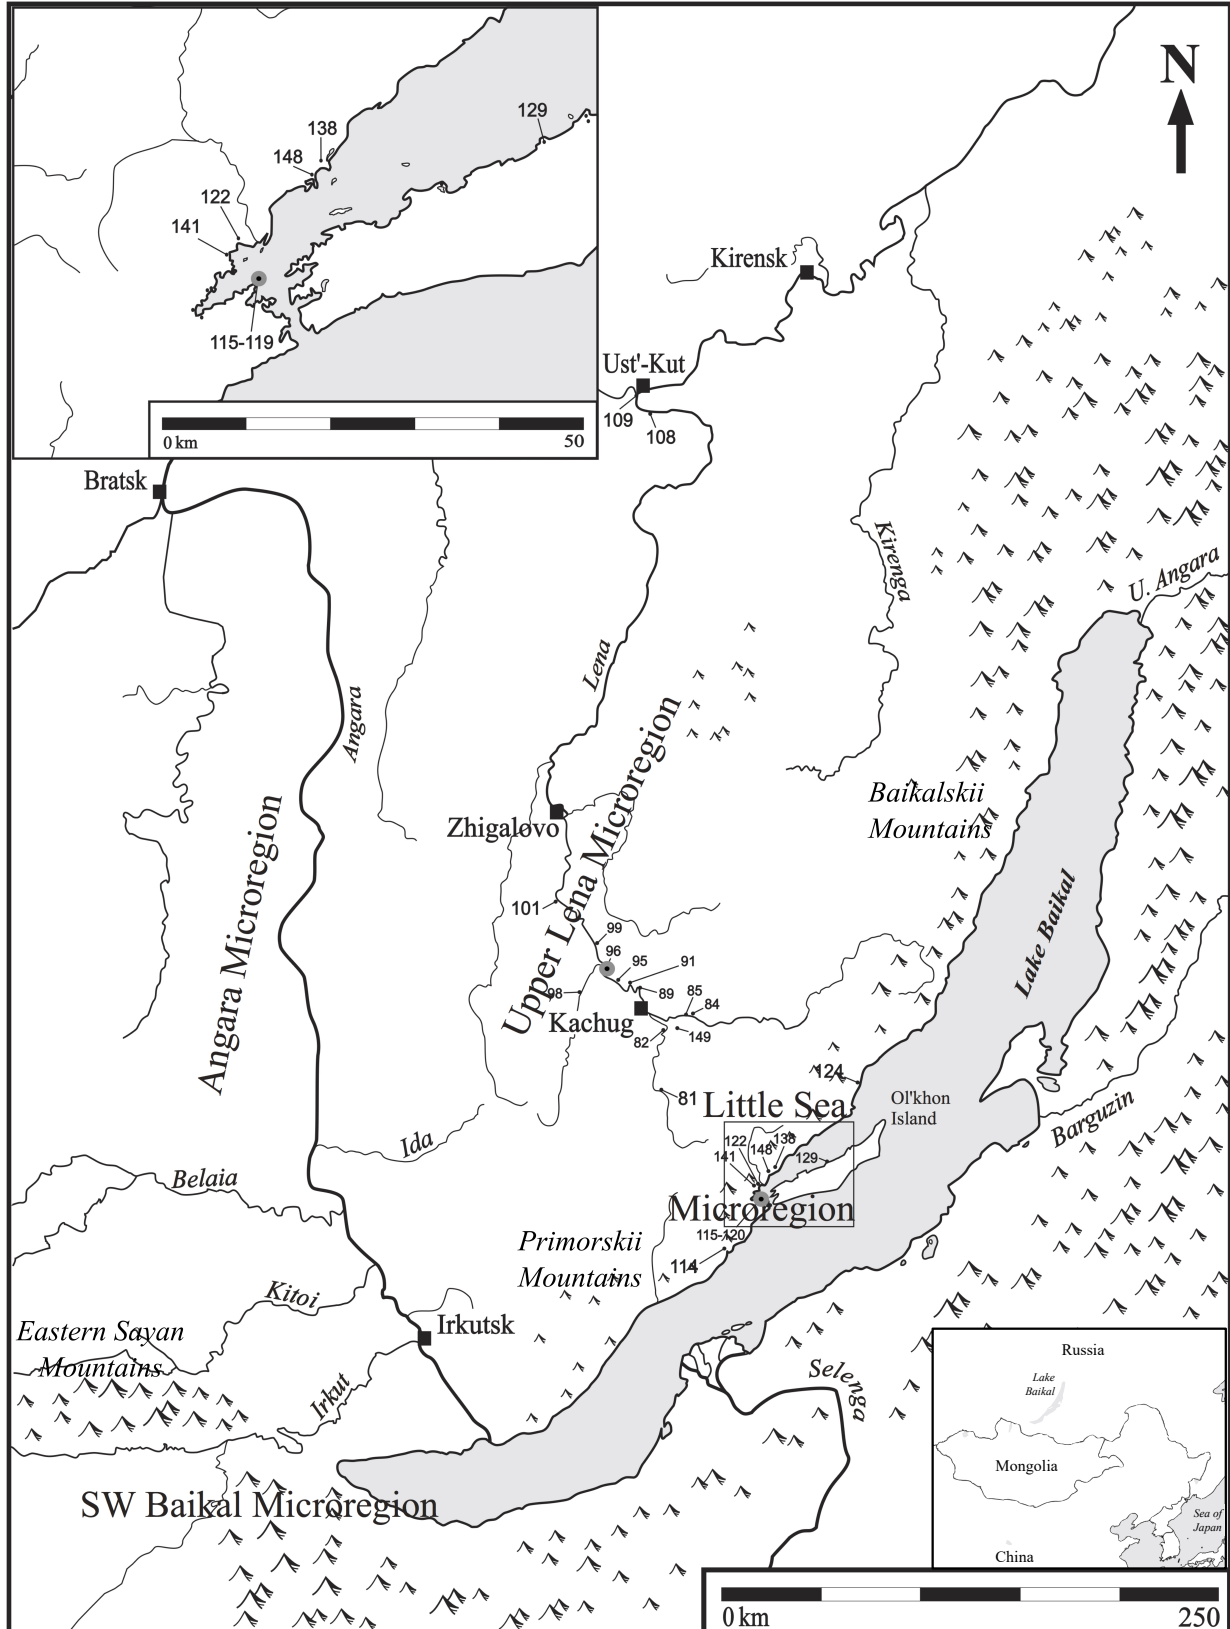 N
129
138
148
122
141
115-119
0 km
50
Kirensk
Ust'-Kut
109
108
Bratsk
Kirenga
U. Angara
Lena
Angara
Upper Lena Microregion
Angara Microregion
Baikalskii
Mountains
Zhigalovo
Lake Baikal
101
99
96
95
91
98
89
85
84
Kachug
82
149
124
81
Little Sea
Ol'khon
Island
Barguzin
Ida
122
138
148
141
129
Belaia
Microregion
115-120
Primorskii
Mountains
114
Kitoi
Irkutsk
Eastern Sayan
Mountains
Irkut
Selenga
Russia
Lake
Baikal
Mongolia
SW Baikal Microregion
Sea of
Japan
China
0 km
250